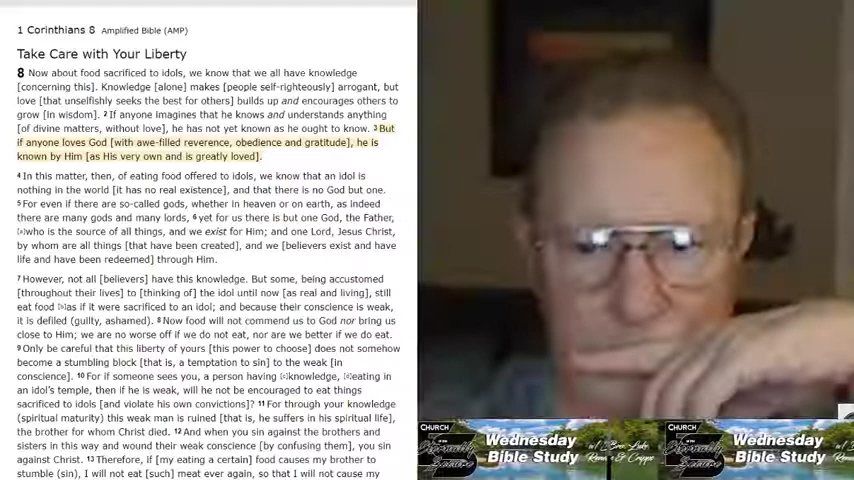 1 Corinthians 8 Amplified Bible (AMP)
Take Care with Your Liberty
8 Now about food sacrificed to idols, we know that we all have knowledge
[concerning this]. Knowledge [alone] makes [people self-righteously] arrogant, but
love [that unselfishly seeks the best for others] builds up and encourages others to
grow [in wisdom]. 2 If anyone imagines that he knows and understands anything
[of divine matters, without love], he has not yet known as he ought to know. 3 But
if anyone loves God [with awe-filled reverence, obedience and gratitude], he is
known by Him [as His very own and is greatly loved].
4 In this matter, then, of eating food offered to idols, we know that an idol is
nothing in the world [it has no real existence], and that there is no God but one.
5 For even if there are so-called gods, whether in heaven or on earth, as indeed
there are many gods and many lords, 6 yet for us there is but one God, the Father,
[a]who is the source of all things, and we exist for Him; and one Lord, Jesus Christ,
by whom are all things [that have been created], and we [believers exist and have
life and have been redeemed] through Him.
7 However, not all [believers] have this knowledge. But some, being accustomed
[throughout their lives] to [thinking of] the idol until now [as real and living], still
eat food [b]as if it were sacrificed to an idol; and because their conscience is weak,
it is defiled (guilty, ashamed). 8 Now food will not commend us to God nor bring us
close to Him; we are no worse off if we do not eat, nor are we better if we do eat.
9 Only be careful that this liberty of yours [this power to choose] does not somehow
become a stumbling block [that is, a temptation to sin] to the weak [in
conscience]. 10 For if someone sees you, a person having [c]knowledge, [d]eating in
an idol's temple, then if he is weak, will he not be encouraged to eat things
sacrificed to idols [and violate his own convictions]? 11 For through your knowledge
(spiritual maturity) this weak man is ruined [that is, he suffers in his spiritual life],
the brother for whom Christ died. 12 And when you sin against the brothers and
sisters in this way and wound their weak conscience [by confusing them], you sin
against Christ. 13 Therefore, if [my eating a certain] food causes my brother to
stumble (sin), I will not eat [such] meat ever again, so that I will not cause my
CHURCH
Eternally Secure
Wednesday
Bible Study
CHURCH
Eternally Secure
Wednesday
Bible Study